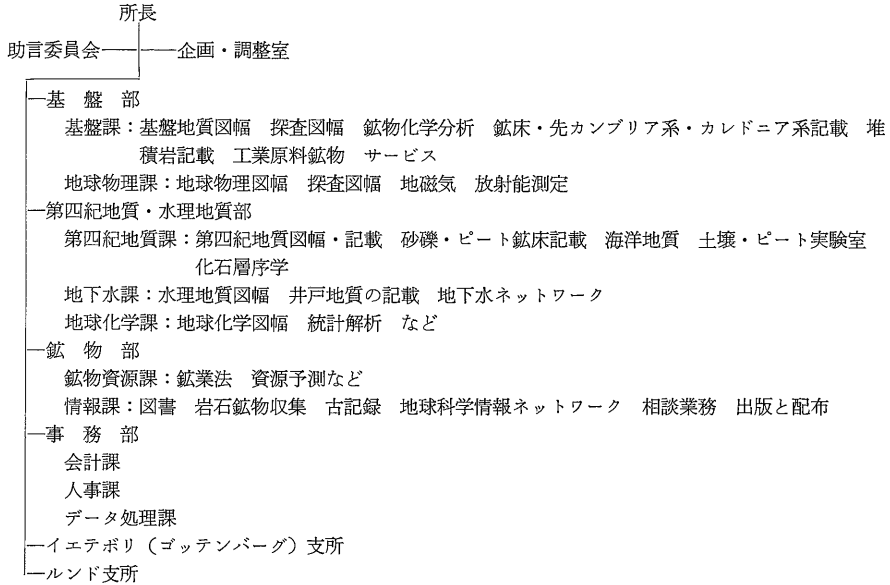 所長
助言委員会 企画・調整室
基盤部
基盤課：基盤地質図幅　探査図幅　鉱物化学分析　鉱床・先カンブリア系・カレドニア系記載　堆
積岩記載　工業原料鉱物　サービス
地球物理課：地球物理図幅　探査図幅　地磁気　放射能測定
第四紀地質・水理地質部
第四紀地質課：第四紀地質図幅・記載　砂礫・ピート鉱床記載　海洋地質　土壌・ピート実験室
化石層序学
地下水課：水理地質図幅　井戸地質の記載　地下水ネットワーク
地球化学課：地球化学図幅　統計解析　など
鉱物部
鉱物資源課：鉱業法　資源予測など
情報課：図書　岩石鉱物収集　古記録　地球科学情報ネットワーク　相談業務　出版と配布
事務部
会計課
人事課
データ処理課
イエテボリ（ゴッテンバーグ）支所
ルンド支所